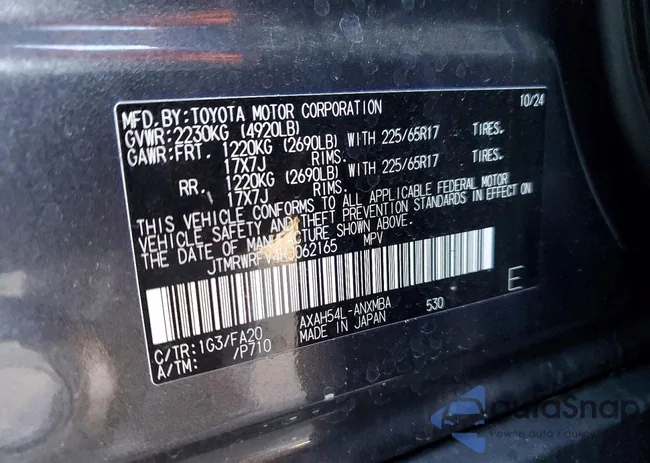 MFD. BY: TOYOTA MOTOR CORPORATION 10/24
GVWR: 2230KG (4920LB)
GAWR: FRT. 1220KG (2690LB) WITH 225/65R17 TIRES.
17X7J RIMS.
RR. 1220KG (2690LB) WITH 225/65R17 TIRES.
17X7J RIMS.
THIS VEHICLE CONFORMS TO ALL APPLICABLE FEDERAL MOTOR
VEHICLE SAFETY AND THEFT PREVENTION STANDARDS IN EFFECT ON
THE DATE OF MANUFACTURE SHOWN ABOVE.
MPV
AXAH54L-ANXMBA 530 E
C/TR: 1G3/FA20 MADE IN JAPAN
A/TM: /P710
autoSnap
Pewne auto z aukcji